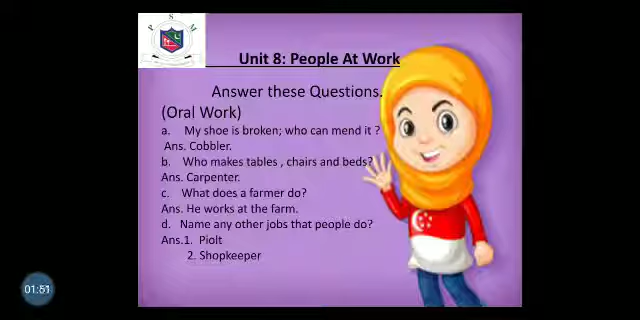 P S M
Unit 8: People At Work
Answer these Questions.
(Oral Work)
a. My shoe is broken; who can mend it ?
Ans. Cobbler.
b. Who makes tables , chairs and beds?
Ans. Carpenter.
c. What does a farmer do?
Ans. He works at the farm.
d. Name any other jobs that people do?
Ans.1. Piolt
2. Shopkeeper
01:51